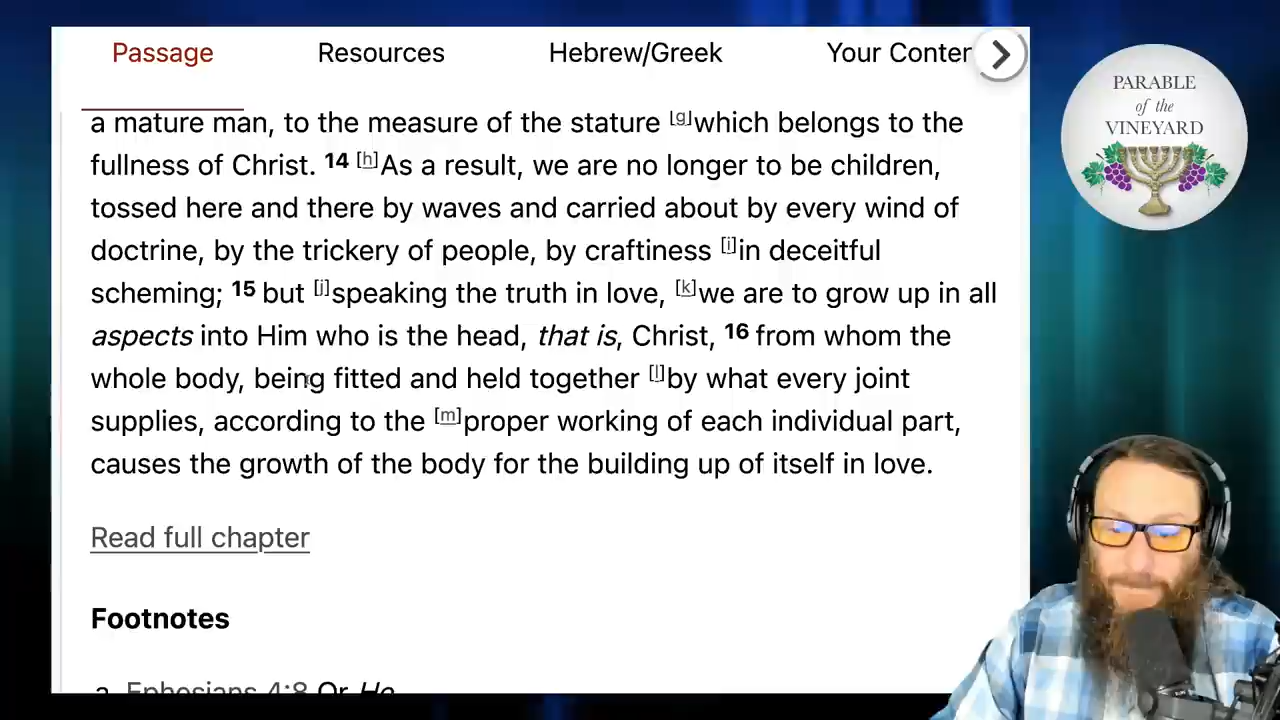 Passage
Resources
Hebrew/Greek
Your Conten
PARABLE
of the
VINEYARD
a mature man, to the measure of the stature [g]which belongs to the
fullness of Christ. 14 [h]As a result, we are no longer to be children,
tossed here and there by waves and carried about by every wind of
doctrine, by the trickery of people, by craftiness [i]in deceitful
scheming; 15 but [j]speaking the truth in love, [k]we are to grow up in all
aspects into Him who is the head, that is, Christ, 16 from whom the
whole body, being fitted and held together [l]by what every joint
supplies, according to the [m]proper working of each individual part,
causes the growth of the body for the building up of itself in love.
Read full chapter
Footnotes
a. Ephesians 4:8 Or He